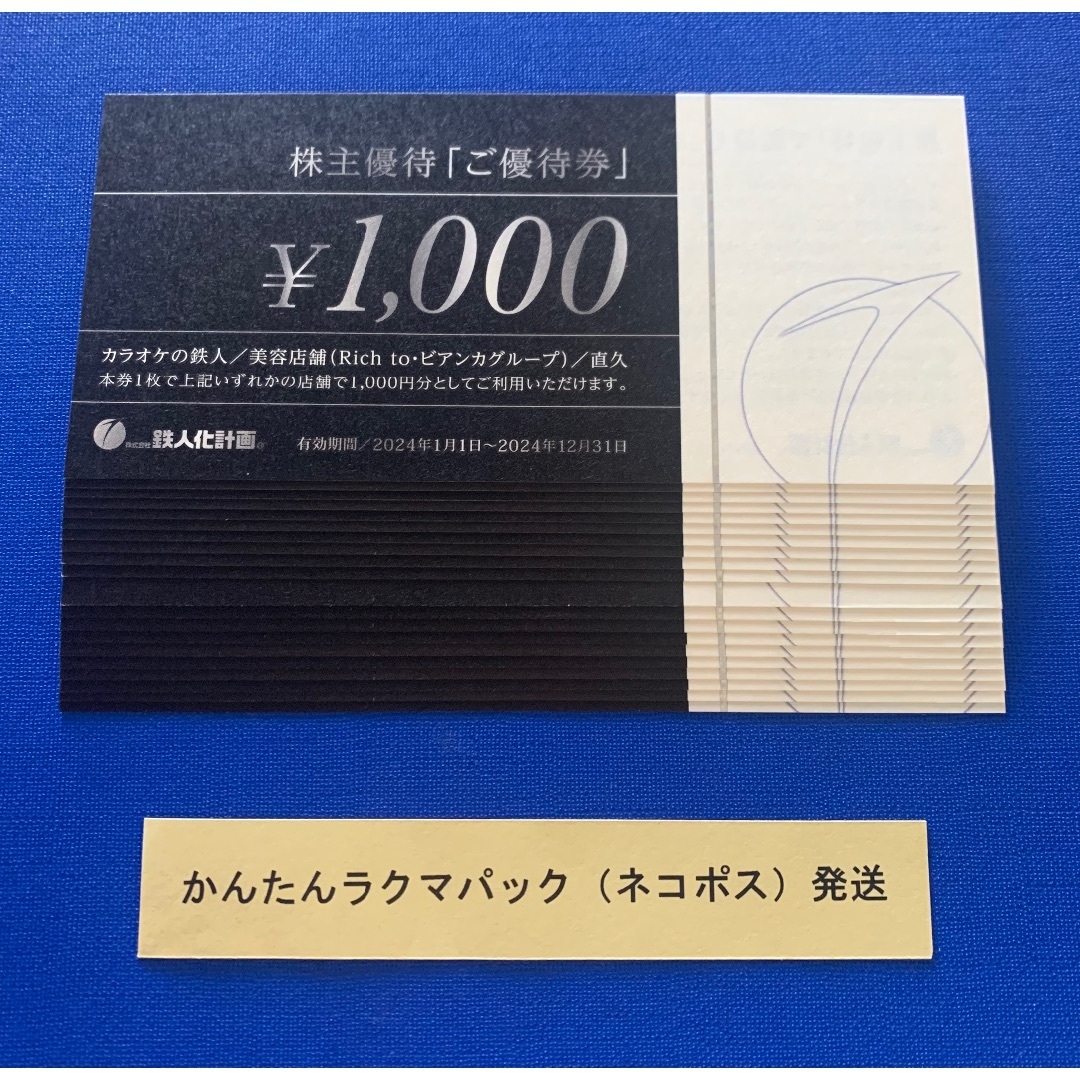 株主優待「ご優待券」
¥1,000
カラオケの鉄人／美容店舗（Rich to・ビアンカグループ）／直久
本券1枚で上記いずれかの店舗で1,000円分としてご利用いただけます。
株式会社 鉄人化計画
有効期間／2024年1月1日〜2024年12月31日
かんたんラクマパック（ネコポス）発送